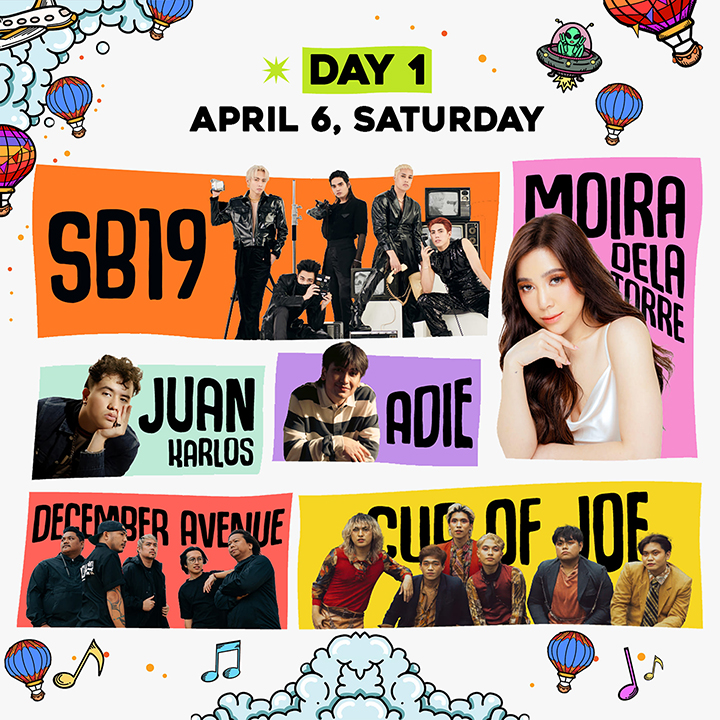 DAY 1
APRIL 6, SATURDAY
SB19
MOIRA
DELA
TORRE
JUAN
KARLOS
ADIE
DECEMBER AVENUE
CUP OF JOE